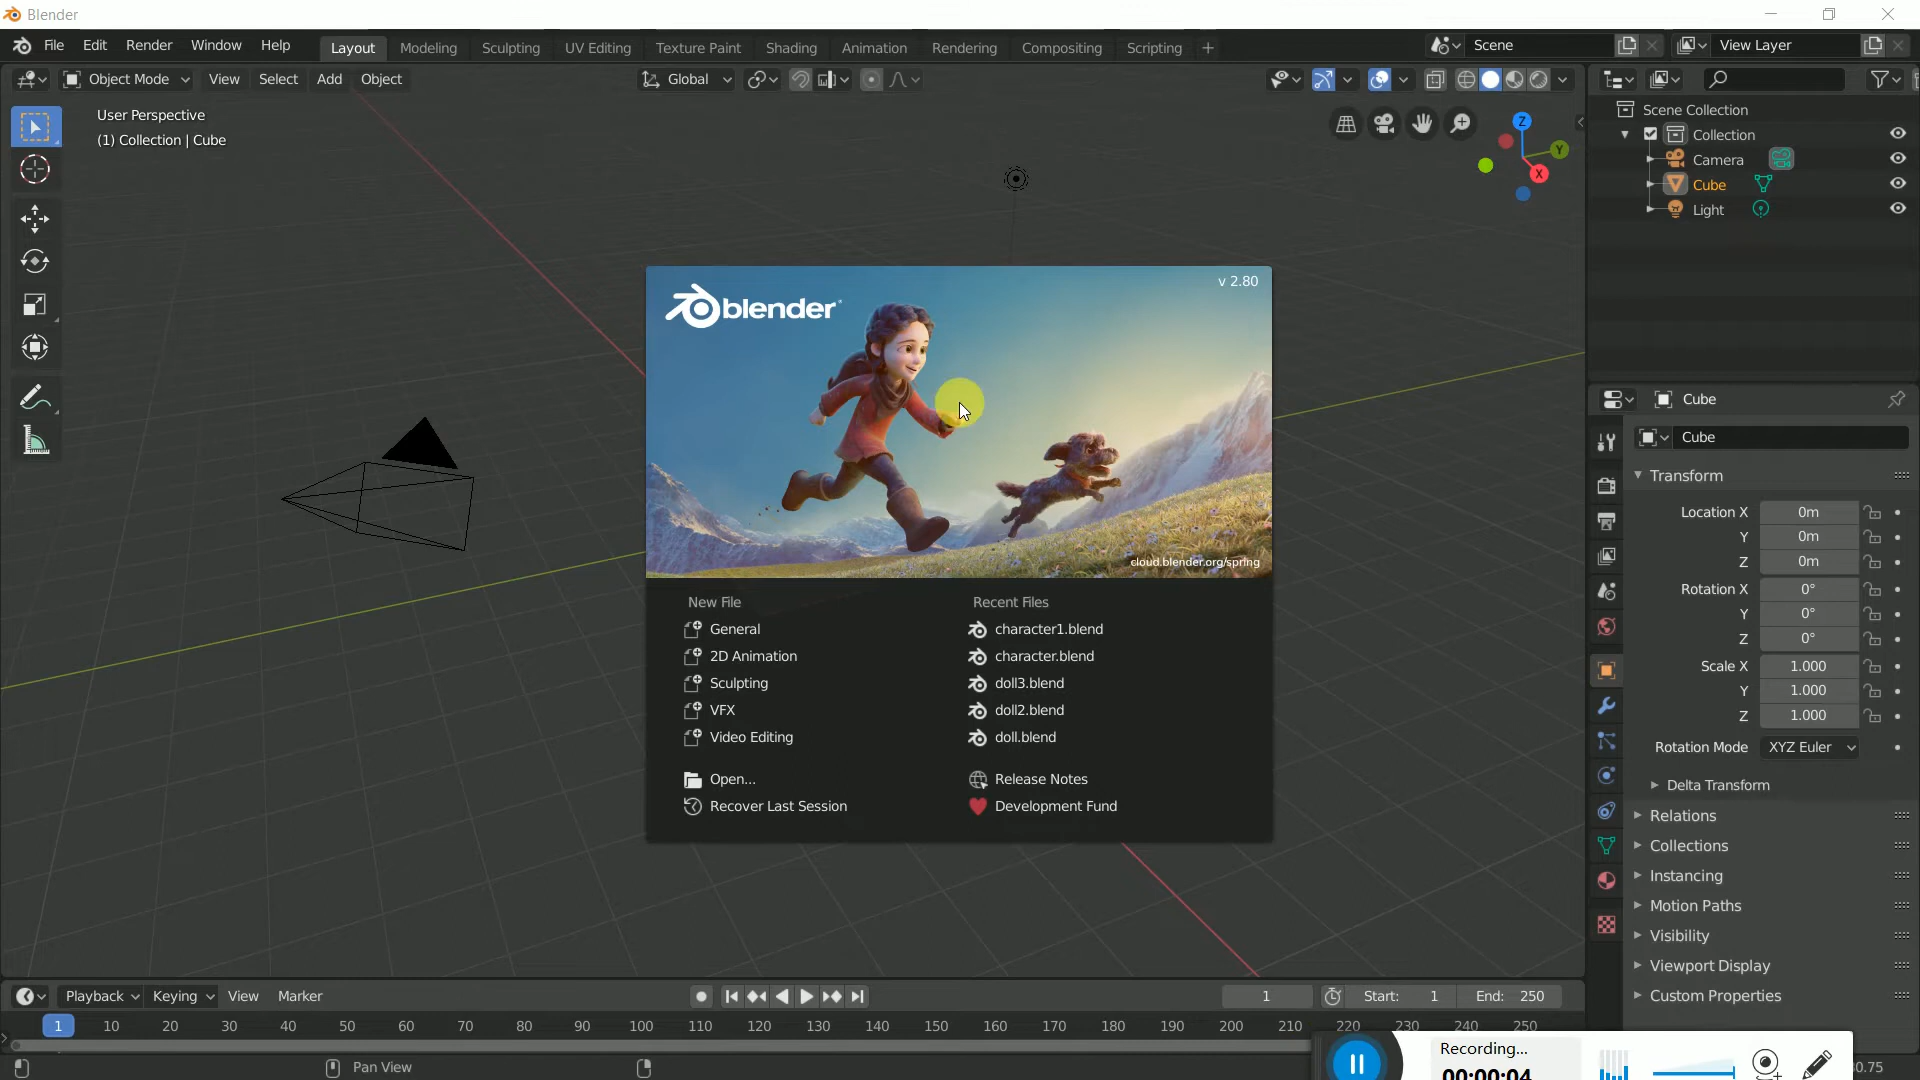 Blender
File Edit Render Window Help Layout Modeling Sculpting UV Editing Texture Paint Shading Animation Rendering Compositing Scripting + Scene View Layer
Object Mode View Select Add Object Global
User Perspective
(1) Collection | Cube
Z
Y
X
Scene Collection
Collection
Camera
Cube
Light
blender
v 2.80
cloud.blender.org/spring
New File
General
2D Animation
Sculpting
VFX
Video Editing
Open...
Recover Last Session
Recent Files
character1.blend
character.blend
doll3.blend
doll2.blend
doll.blend
Release Notes
Development Fund
Cube
Cube
Transform
Location X 0m
Y 0m
Z 0m
Rotation X 0°
Y 0°
Z 0°
Scale X 1.000
Y 1.000
Z 1.000
Rotation Mode XYZ Euler
Delta Transform
Relations
Collections
Instancing
Motion Paths
Visibility
Viewport Display
Custom Properties
Playback Keying View Marker 1 Start: 1 End: 250
1 10 20 30 40 50 60 70 80 90 100 110 120 130 140 150 160 170 180 190 200 210 220 230 240 250
Pan View
Recording...
00:00:04